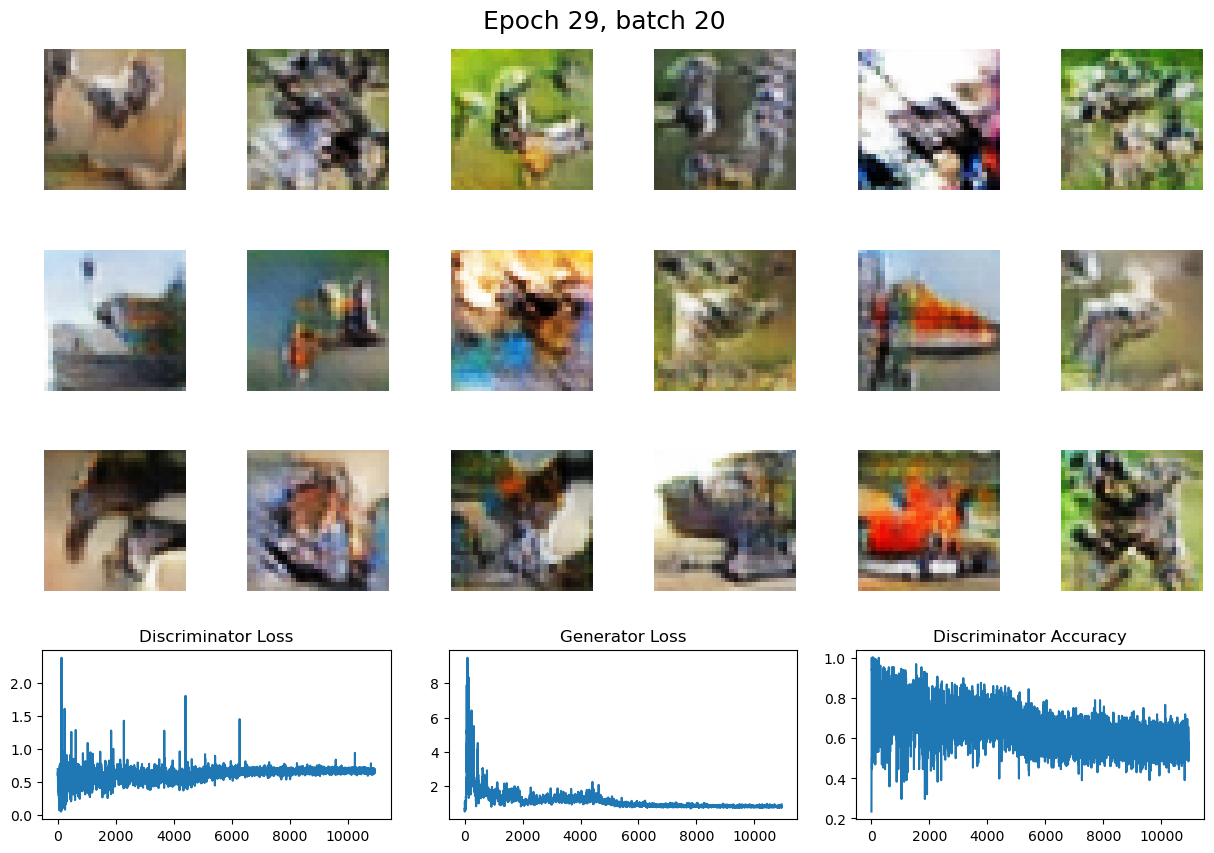 Epoch 29, batch 20
Discriminator Loss
Generator Loss
Discriminator Accuracy
2.0
1.5
1.0
0.5
0.0
0 2000 4000 6000 8000 10000
8
6
4
2
0 2000 4000 6000 8000 10000
1.0
0.8
0.6
0.4
0.2
0 2000 4000 6000 8000 10000